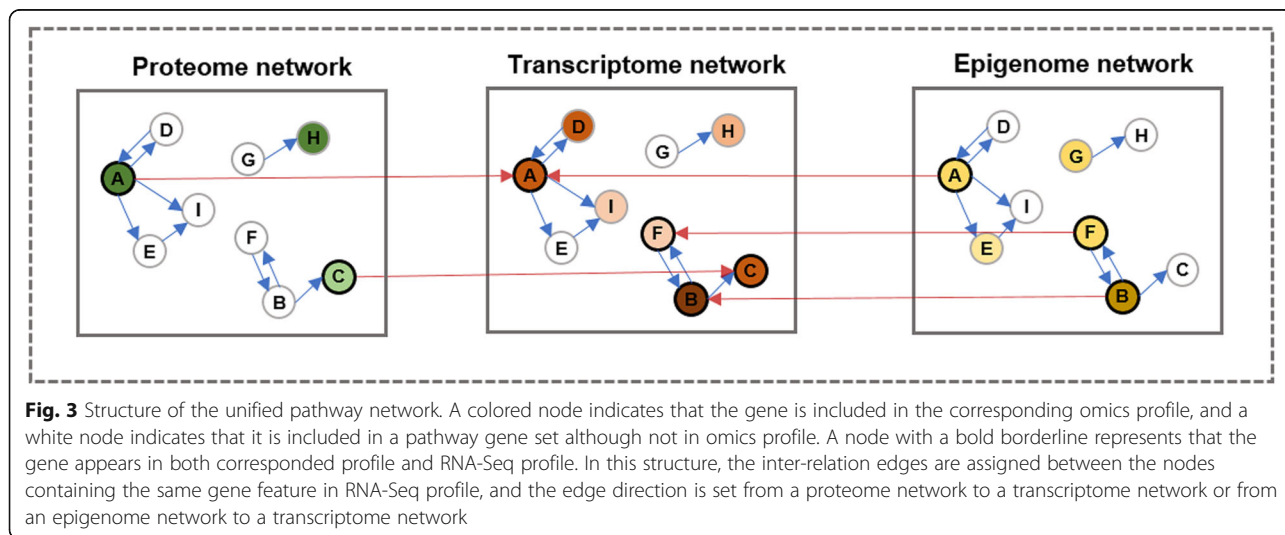 Proteome network
Transcriptome network
Epigenome network
D
A
G
H
I
E
F
B
C
D
A
G
H
I
E
F
B
C
D
A
G
H
I
E
F
B
C
Fig. 3 Structure of the unified pathway network. A colored node indicates that the gene is included in the corresponding omics profile, and a
white node indicates that it is included in a pathway gene set although not in omics profile. A node with a bold borderline represents that the
gene appears in both corresponded profile and RNA-Seq profile. In this structure, the inter-relation edges are assigned between the nodes
containing the same gene feature in RNA-Seq profile, and the edge direction is set from a proteome network to a transcriptome network or from
an epigenome network to a transcriptome network